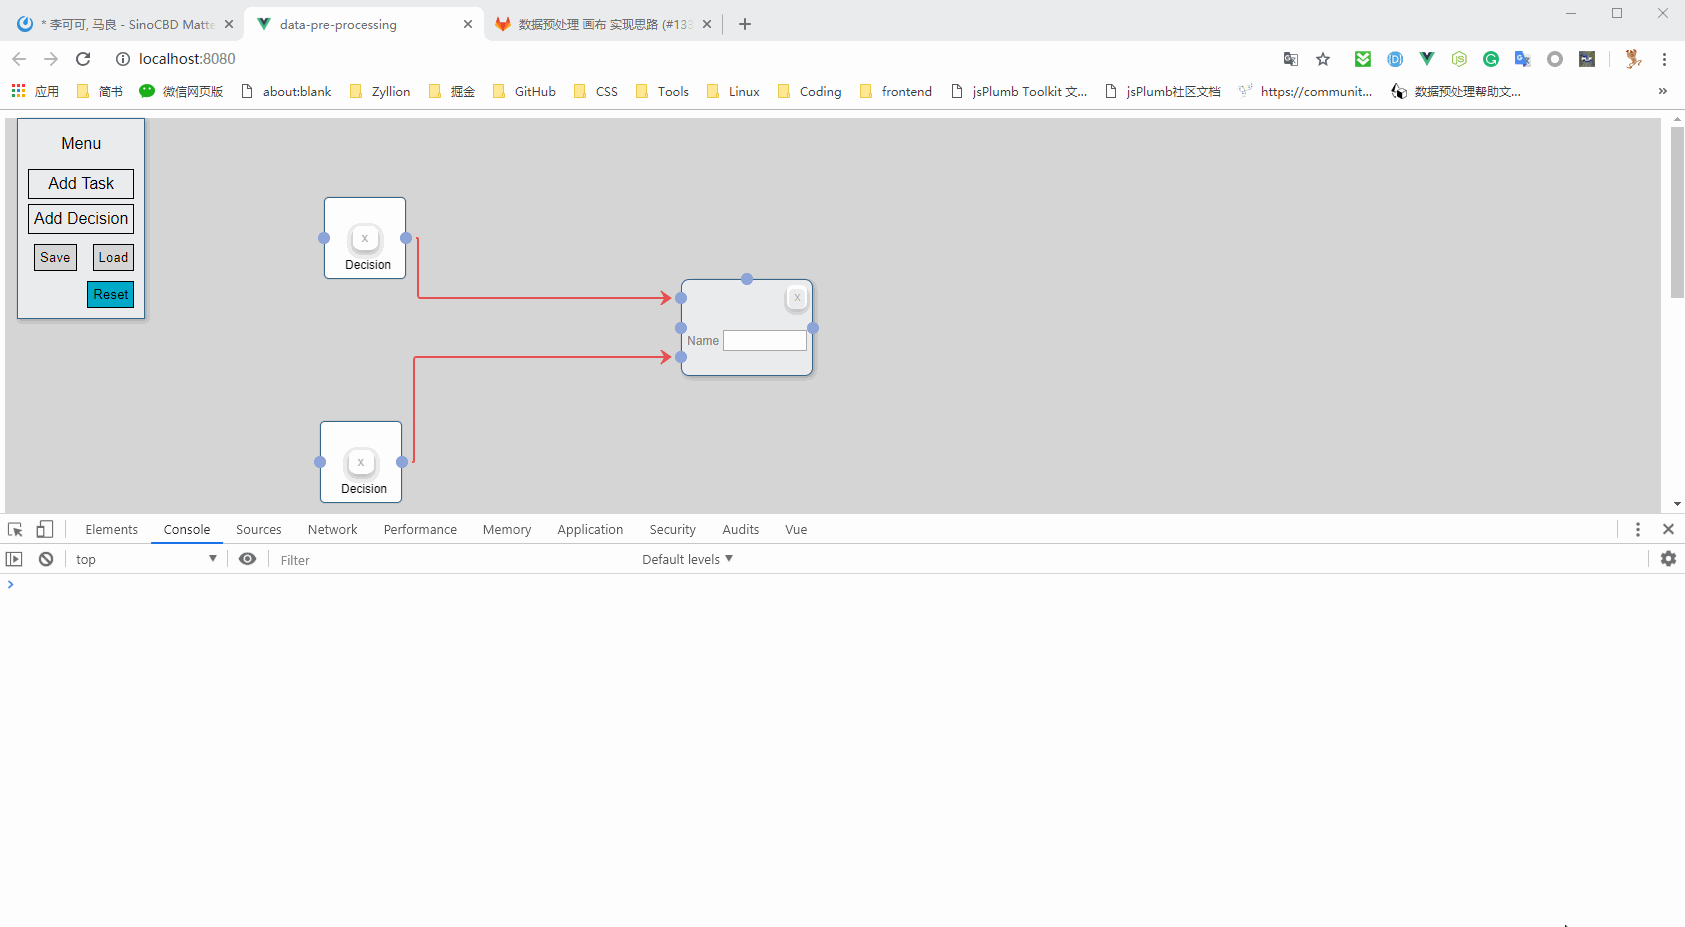 * 李可可, 马良 - SinoCBD Matte
data-pre-processing
数据预处理 画布 实现思路 (#133
localhost:8080
应用
简书
微信网页版
about:blank
Zyllion
掘金
GitHub
CSS
Tools
Linux
Coding
frontend
jsPlumb Toolkit 文...
jsPlumb社区文档
https://communit...
数据预处理帮助文...
»
Menu
Add Task
Add Decision
Save
Load
Reset
x
Decision
x
Name
x
Decision
Elements
Console
Sources
Network
Performance
Memory
Application
Security
Audits
Vue
top
Filter
Default levels